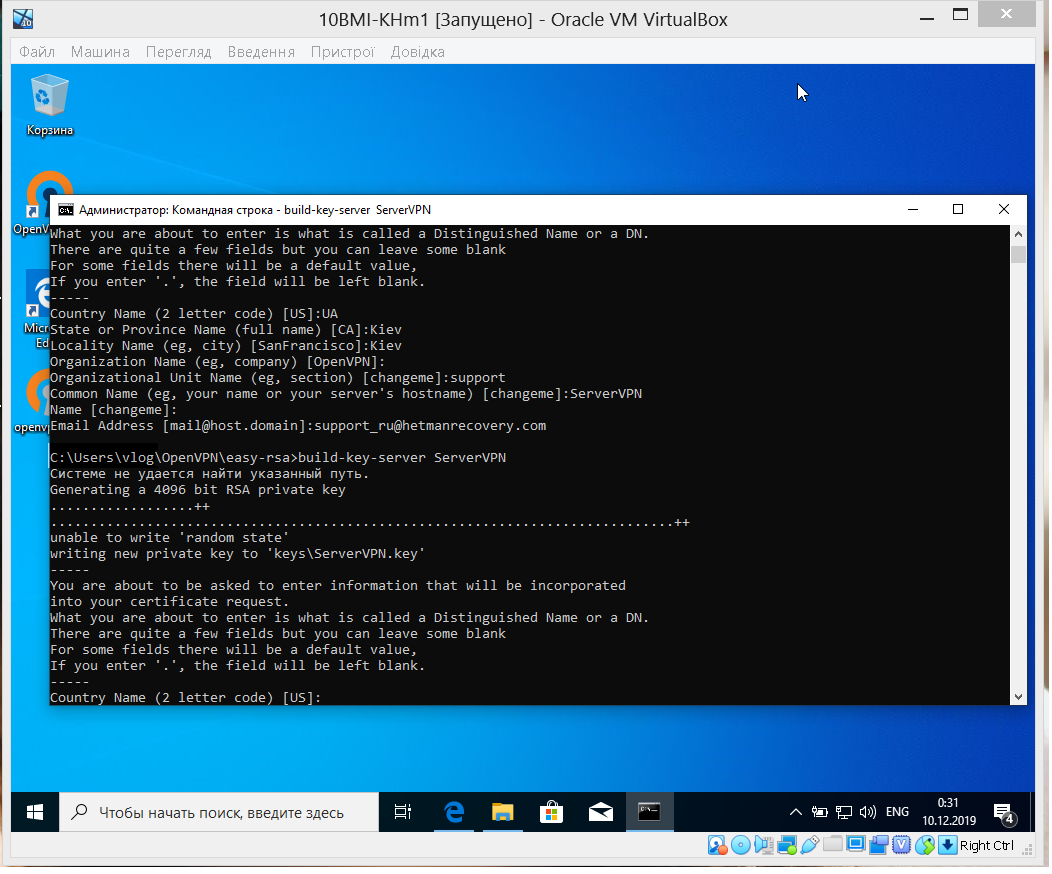 10BMI-KHm1 [Запущено] - Oracle VM VirtualBox
Файл Машина Перегляд Введення Пристрої Довідка
Корзина
Администратор: Командная строка - build-key-server ServerVPN
What you are about to enter is what is called a Distinguished Name or a DN.
There are quite a few fields but you can leave some blank
For some fields there will be a default value,
If you enter '.', the field will be left blank.
-----
Country Name (2 letter code) [US]:UA
State or Province Name (full name) [CA]:Kiev
Locality Name (eg, city) [SanFrancisco]:Kiev
Organization Name (eg, company) [OpenVPN]:
Organizational Unit Name (eg, section) [changeme]:support
Common Name (eg, your name or your server's hostname) [changeme]:ServerVPN
Name [changeme]:
Email Address [mail@host.domain]:support_ru@hetmanrecovery.com
C:\Users\vlog\OpenVPN\easy-rsa>build-key-server ServerVPN
Системе не удается найти указанный путь.
Generating a 4096 bit RSA private key
..................++
..............................................................................++
unable to write 'random state'
writing new private key to 'keys\ServerVPN.key'
-----
You are about to be asked to enter information that will be incorporated
into your certificate request.
What you are about to enter is what is called a Distinguished Name or a DN.
There are quite a few fields but you can leave some blank
For some fields there will be a default value,
If you enter '.', the field will be left blank.
-----
Country Name (2 letter code) [US]:
Чтобы начать поиск, введите здесь
ENG
0:31
10.12.2019
4
Right Ctrl